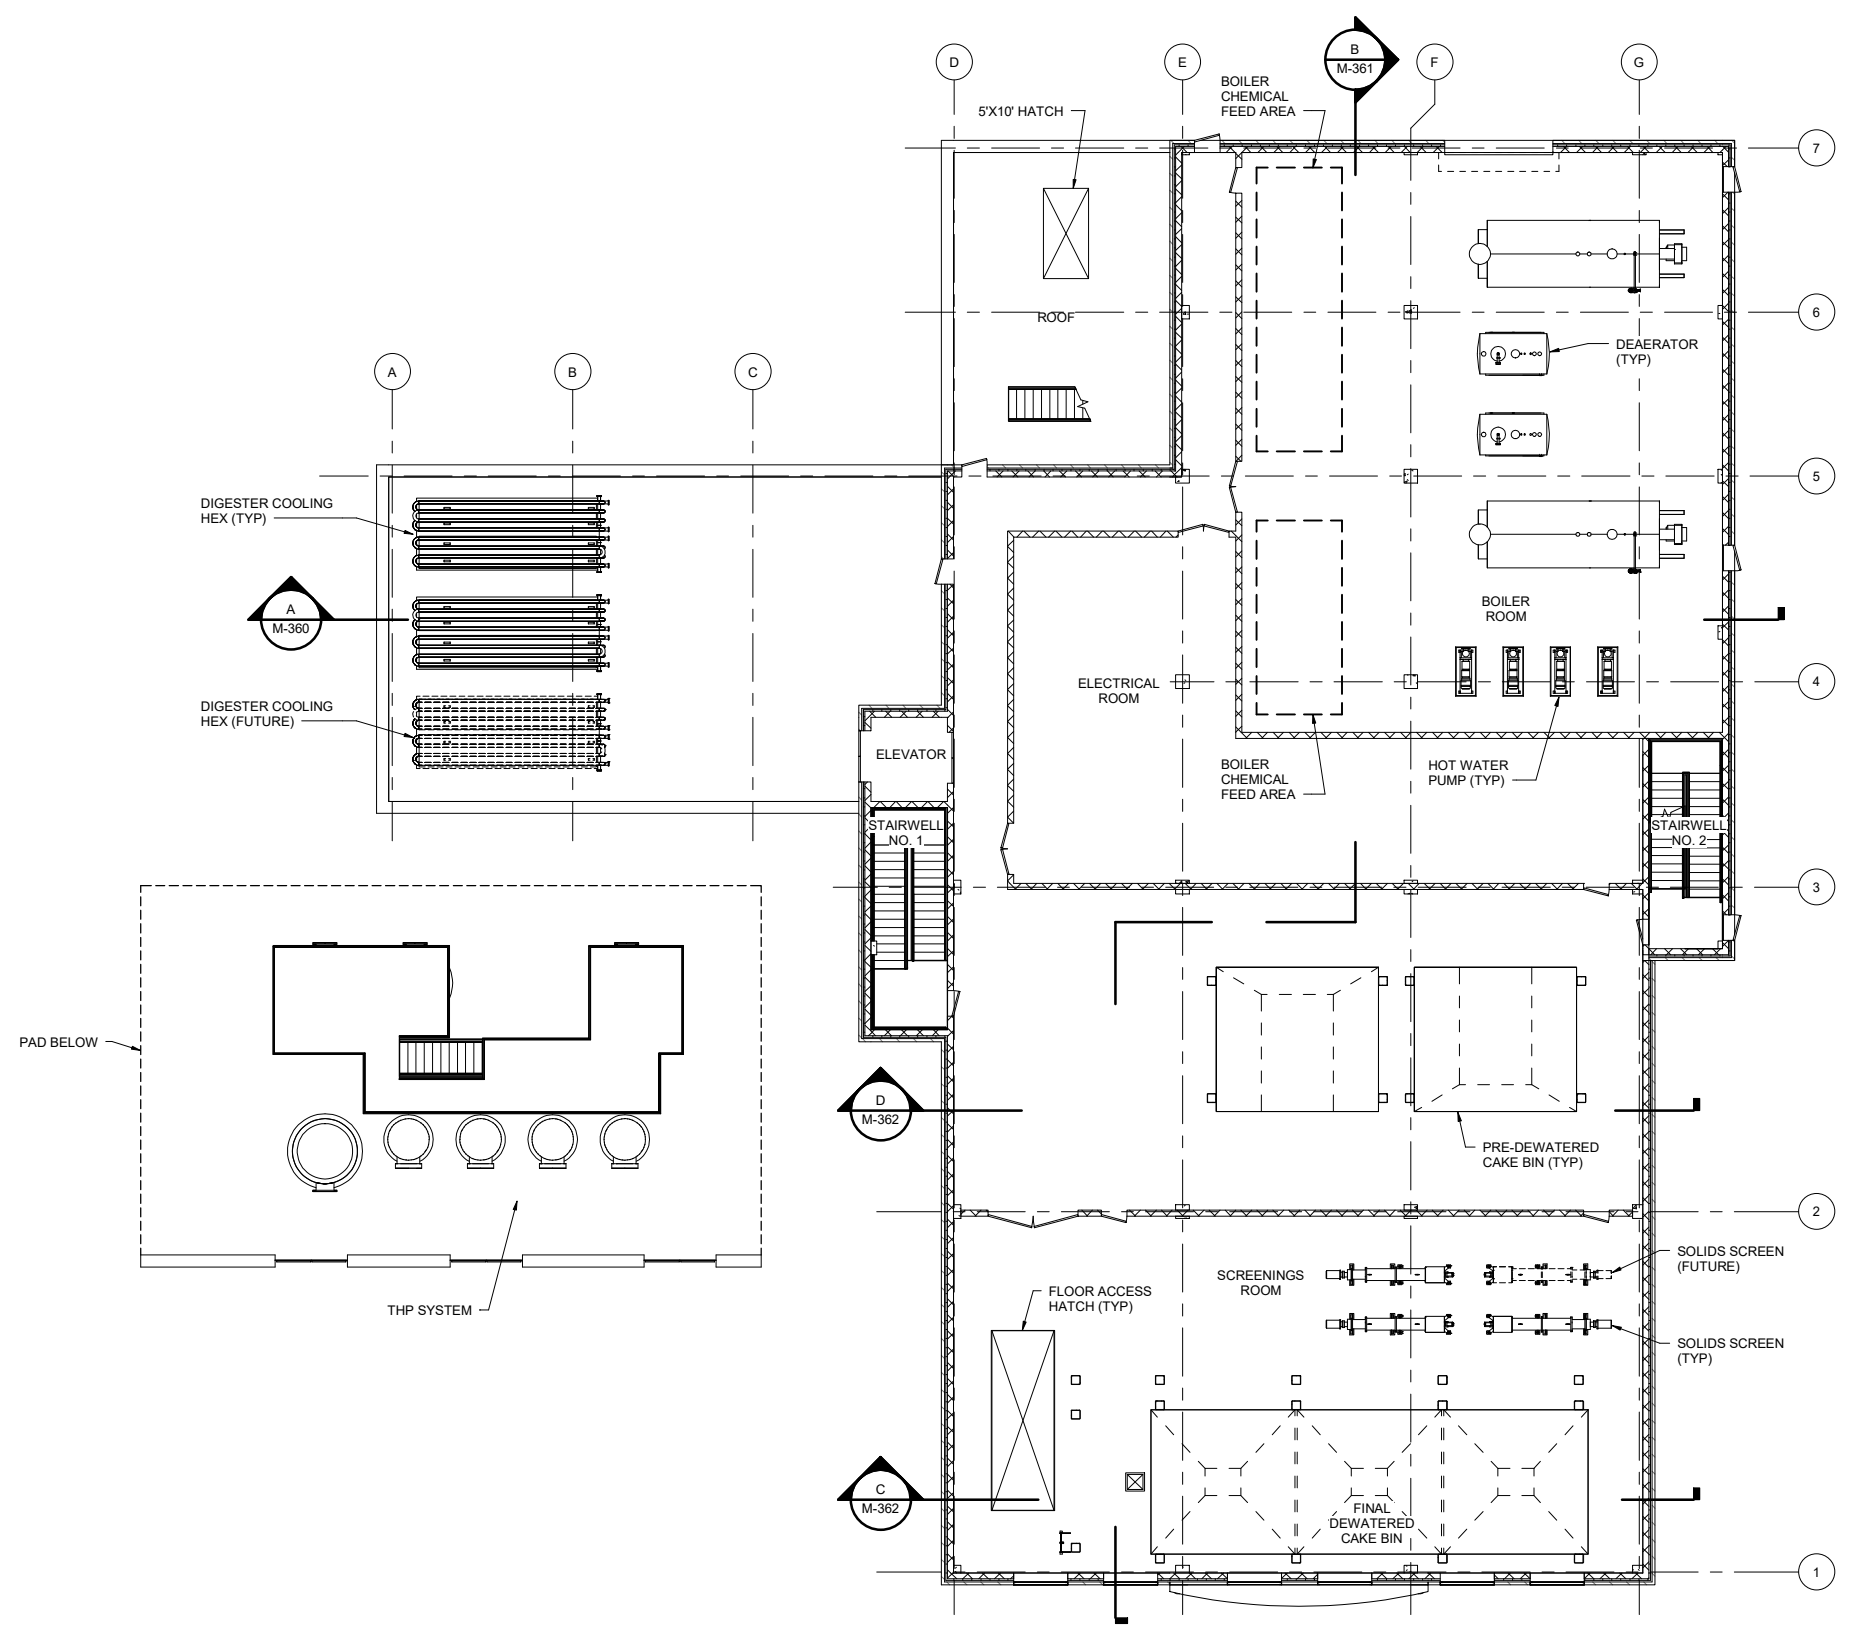 D
E
B
M-361
F
G
BOILER
CHEMICAL
FEED AREA
5'X10' HATCH
7
ROOF
6
DEAERATOR
(TYP)
A
B
C
5
DIGESTER COOLING
HEX (TYP)
A
M-360
BOILER
ROOM
DIGESTER COOLING
HEX (FUTURE)
ELECTRICAL
ROOM
4
ELEVATOR
BOILER
CHEMICAL
FEED AREA
HOT WATER
PUMP (TYP)
STAIRWELL
NO. 1
STAIRWELL
NO. 2
3
PAD BELOW
D
M-362
PRE-DEWATERED
CAKE BIN (TYP)
2
SOLIDS SCREEN
(FUTURE)
SCREENINGS
ROOM
FLOOR ACCESS
HATCH (TYP)
THP SYSTEM
SOLIDS SCREEN
(TYP)
C
M-362
FINAL
DEWATERED
CAKE BIN
1